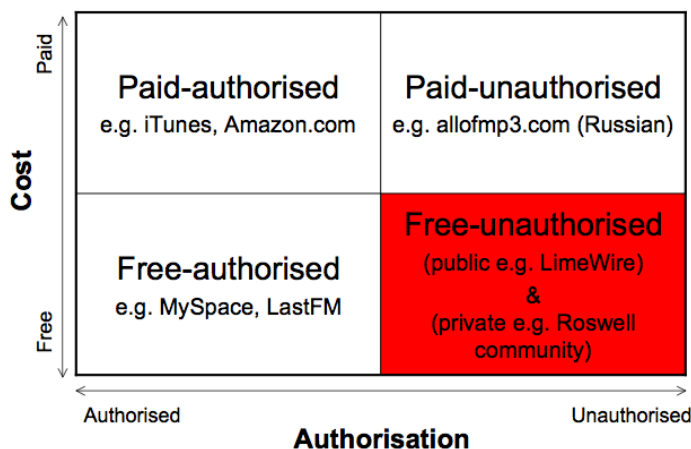 Paid
Cost
Free
Paid-authorised
e.g. iTunes, Amazon.com
Paid-unauthorised
e.g. allofmp3.com (Russian)
Free-authorised
e.g. MySpace, LastFM
Free-unauthorised
(public e.g. LimeWire)
&
(private e.g. Roswell
community)
Authorised
Unauthorised
Authorisation